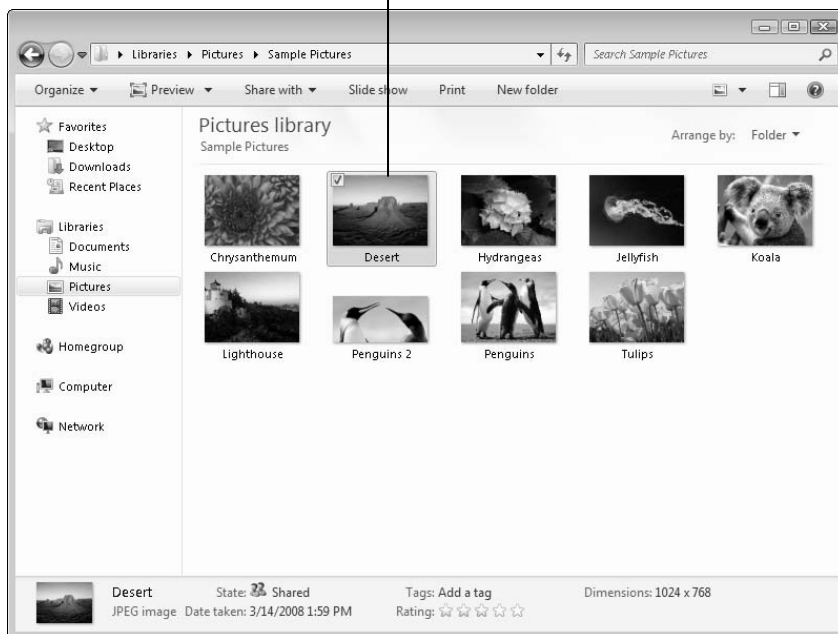 Libraries Pictures Sample Pictures
Search Sample Pictures
Organize Preview Share with Slide show Print New folder
Favorites
Desktop
Downloads
Recent Places
Libraries
Documents
Music
Pictures
Videos
Homegroup
Computer
Network
Pictures library
Sample Pictures
Arrange by: Folder
Chrysanthemum Desert Hydrangeas Jellyfish Koala
Lighthouse Penguins 2 Penguins Tulips
Desert State: Shared Tags: Add a tag Dimensions: 1024 x 768
JPEG image Date taken: 3/14/2008 1:59 PM Rating: